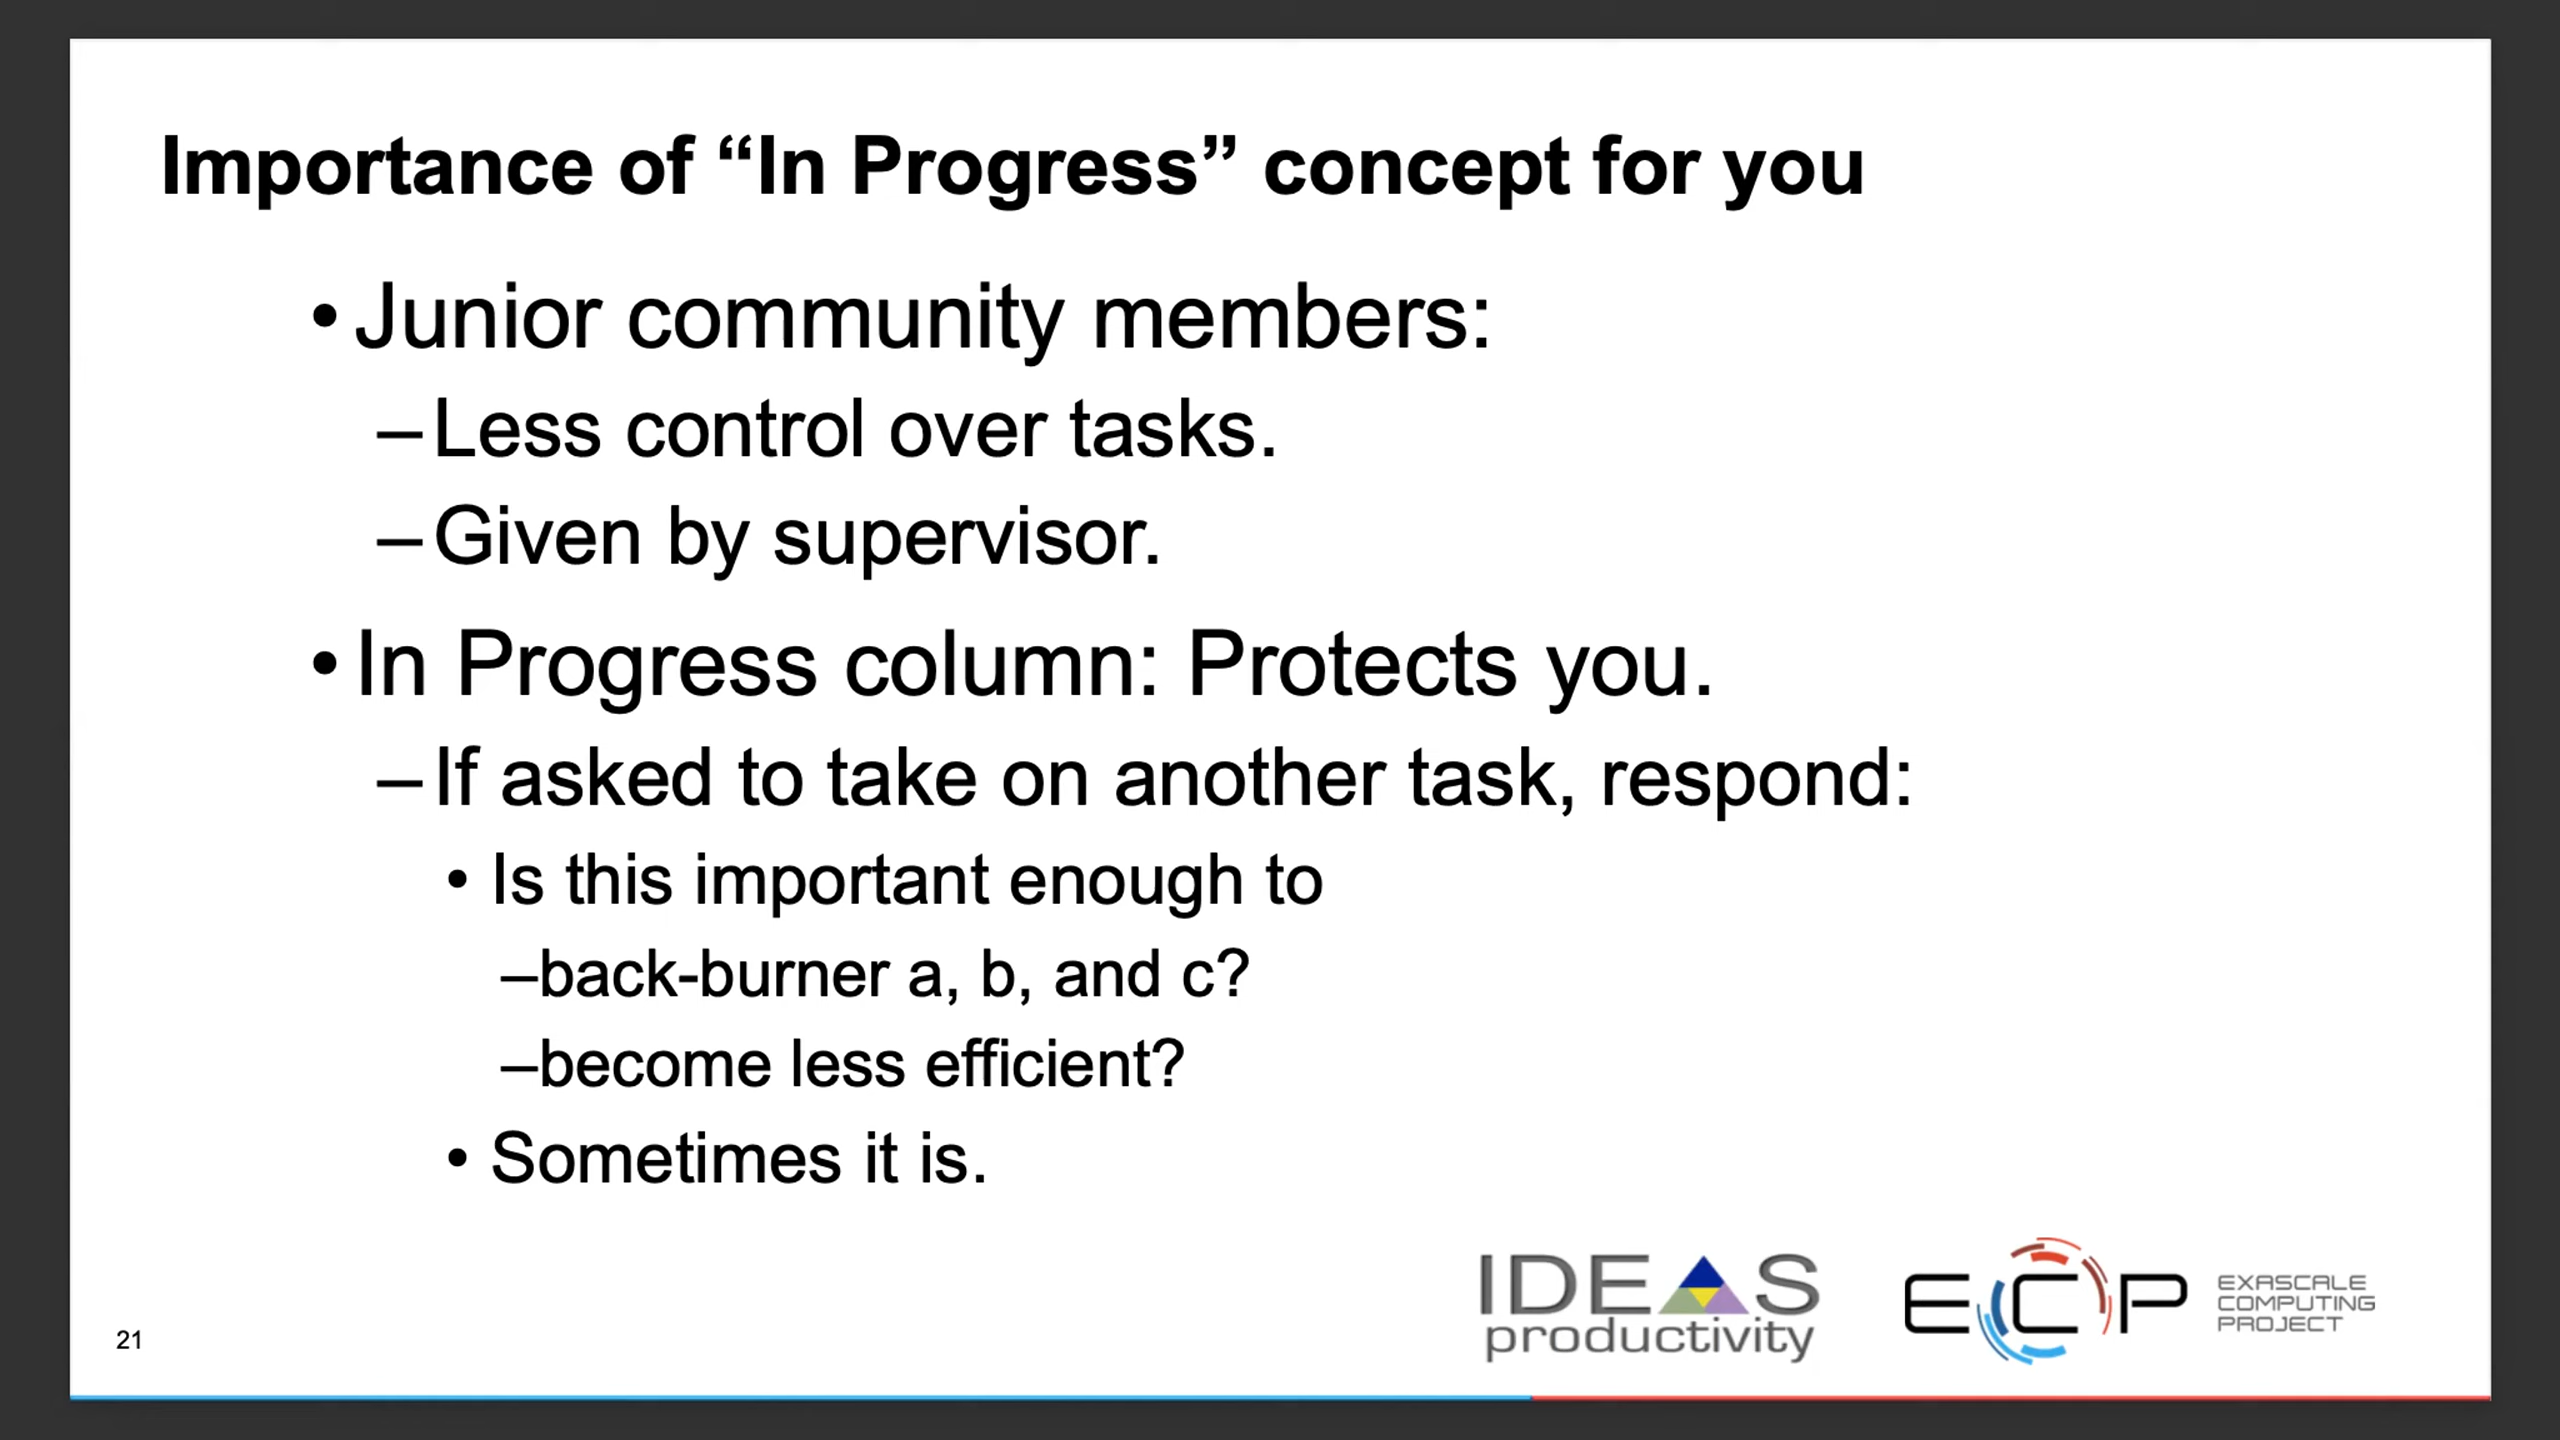 Importance of “In Progress” concept for you
• Junior community members:
– Less control over tasks.
– Given by supervisor.
• In Progress column: Protects you.
– If asked to take on another task, respond:
• Is this important enough to
–back-burner a, b, and c?
–become less efficient?
• Sometimes it is.
21
IDEAS
productivity
ECP
EXASCALE
COMPUTING
PROJECT